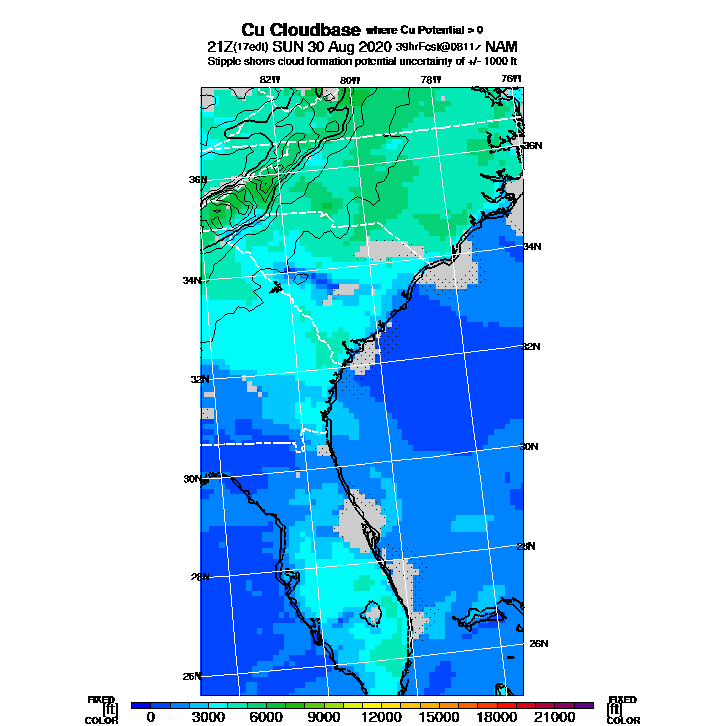 Cu Cloudbase where Cu Potential > 0
21Z(17edt) SUN 30 Aug 2020 39hrFcst@0811z NAM
Stipple shows cloud formation potential uncertainty of +/- 1000 ft
82W 80W 78W 76W
36N
36N
34N
34N
32N
32N
30N
30N
28N
28N
26N
26N
FIXED FIXED
[ft] 0 3000 6000 9000 12000 15000 18000 21000 [ft]
COLOR COLOR